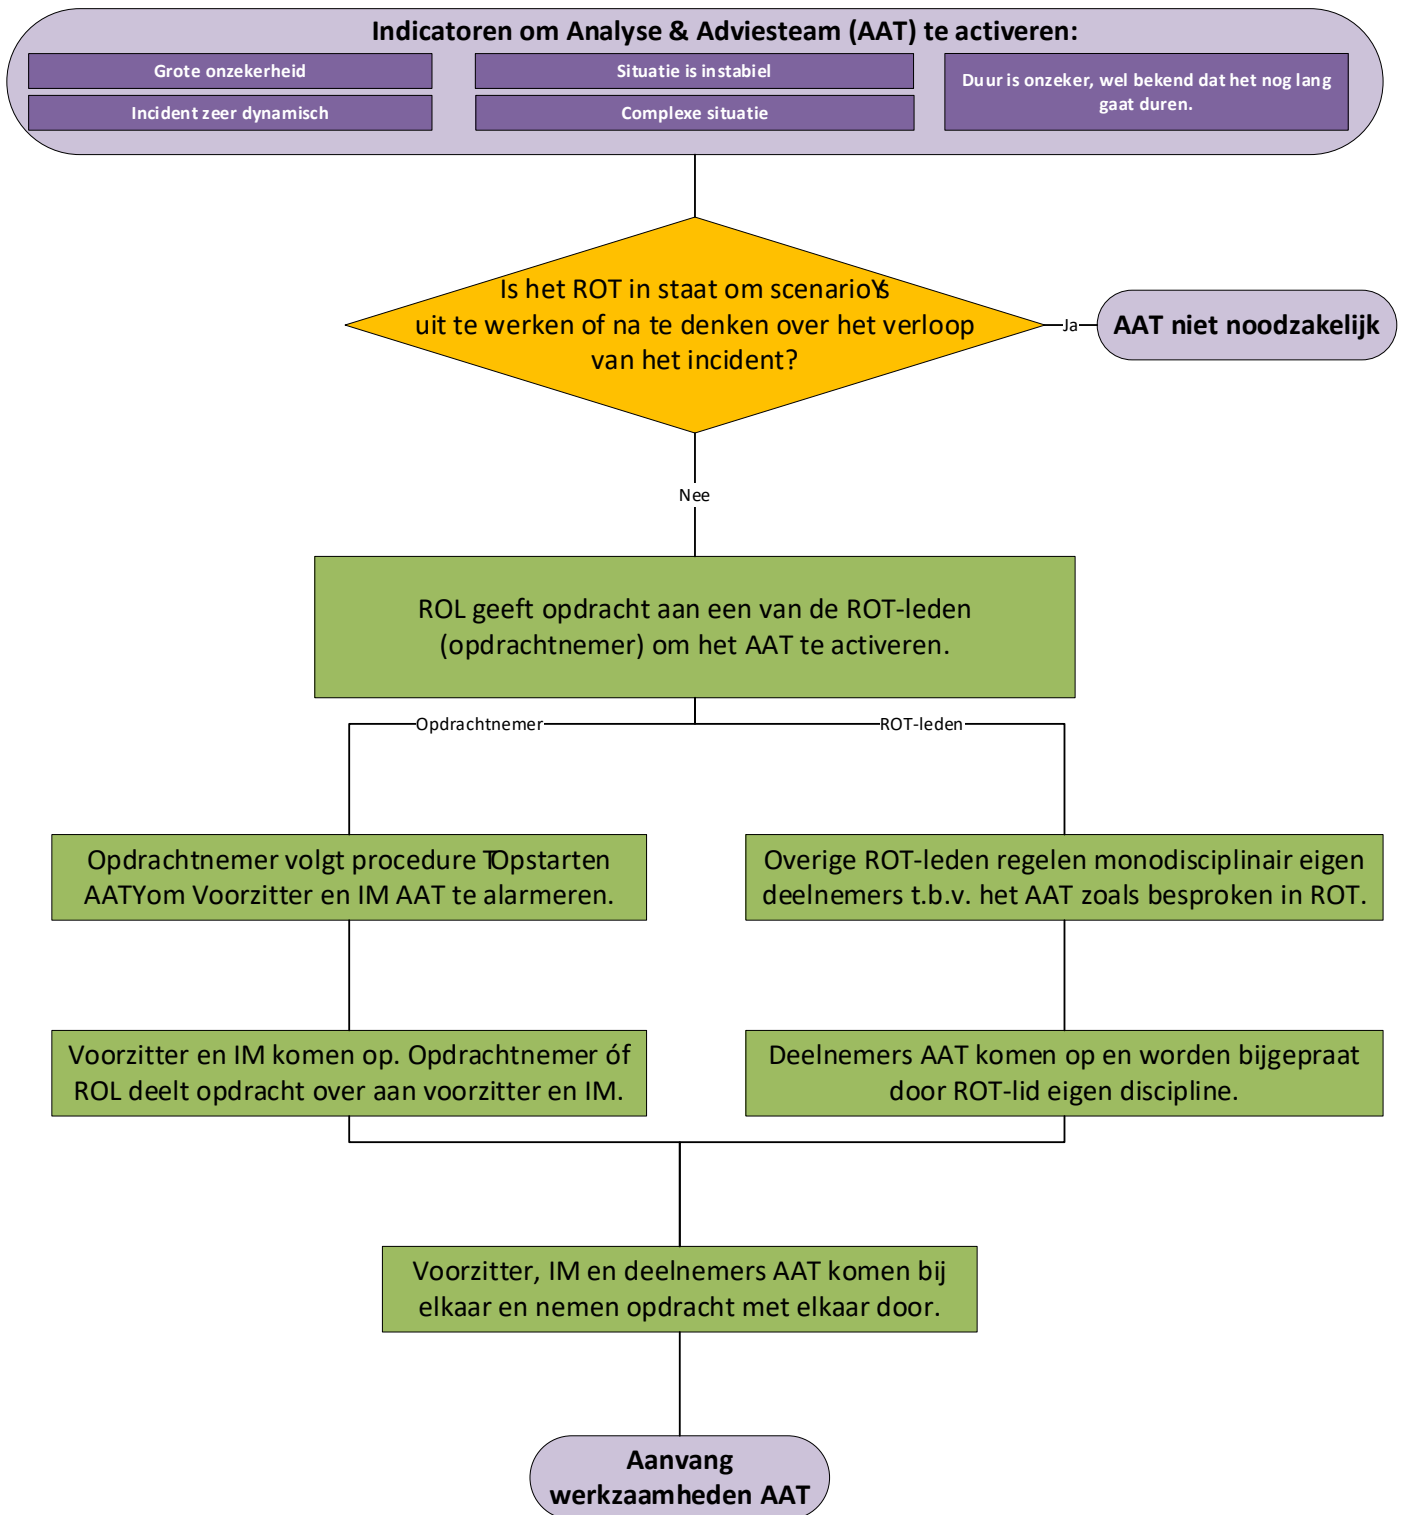 Indicatoren om Analyse & Adviesteam (AAT) te activeren:
Grote onzekerheid
Situatie is instabiel
Duur is onzeker, wel bekend dat het nog lang
gaat duren.
Incident zeer dynamisch
Complexe situatie
Is het ROT in staat om scenarioYs
uit te werken of na te denken over het verloop
van het incident?
Ja
AAT niet noodzakelijk
Nee
ROL geeft opdracht aan een van de ROT-leden
(opdrachtnemer) om het AAT te activeren.
Opdrachtnemer
ROT-leden
Opdrachtnemer volgt procedure TOpstarten
AATYom Voorzitter en IM AAT te alarmeren.
Overige ROT-leden regelen monodisciplinair eigen
deelnemers t.b.v. het AAT zoals besproken in ROT.
Voorzitter en IM komen op. Opdrachtnemer óf
ROL deelt opdracht over aan voorzitter en IM.
Deelnemers AAT komen op en worden bijgepraat
door ROT-lid eigen discipline.
Voorzitter, IM en deelnemers AAT komen bij
elkaar en nemen opdracht met elkaar door.
Aanvang
werkzaamheden AAT